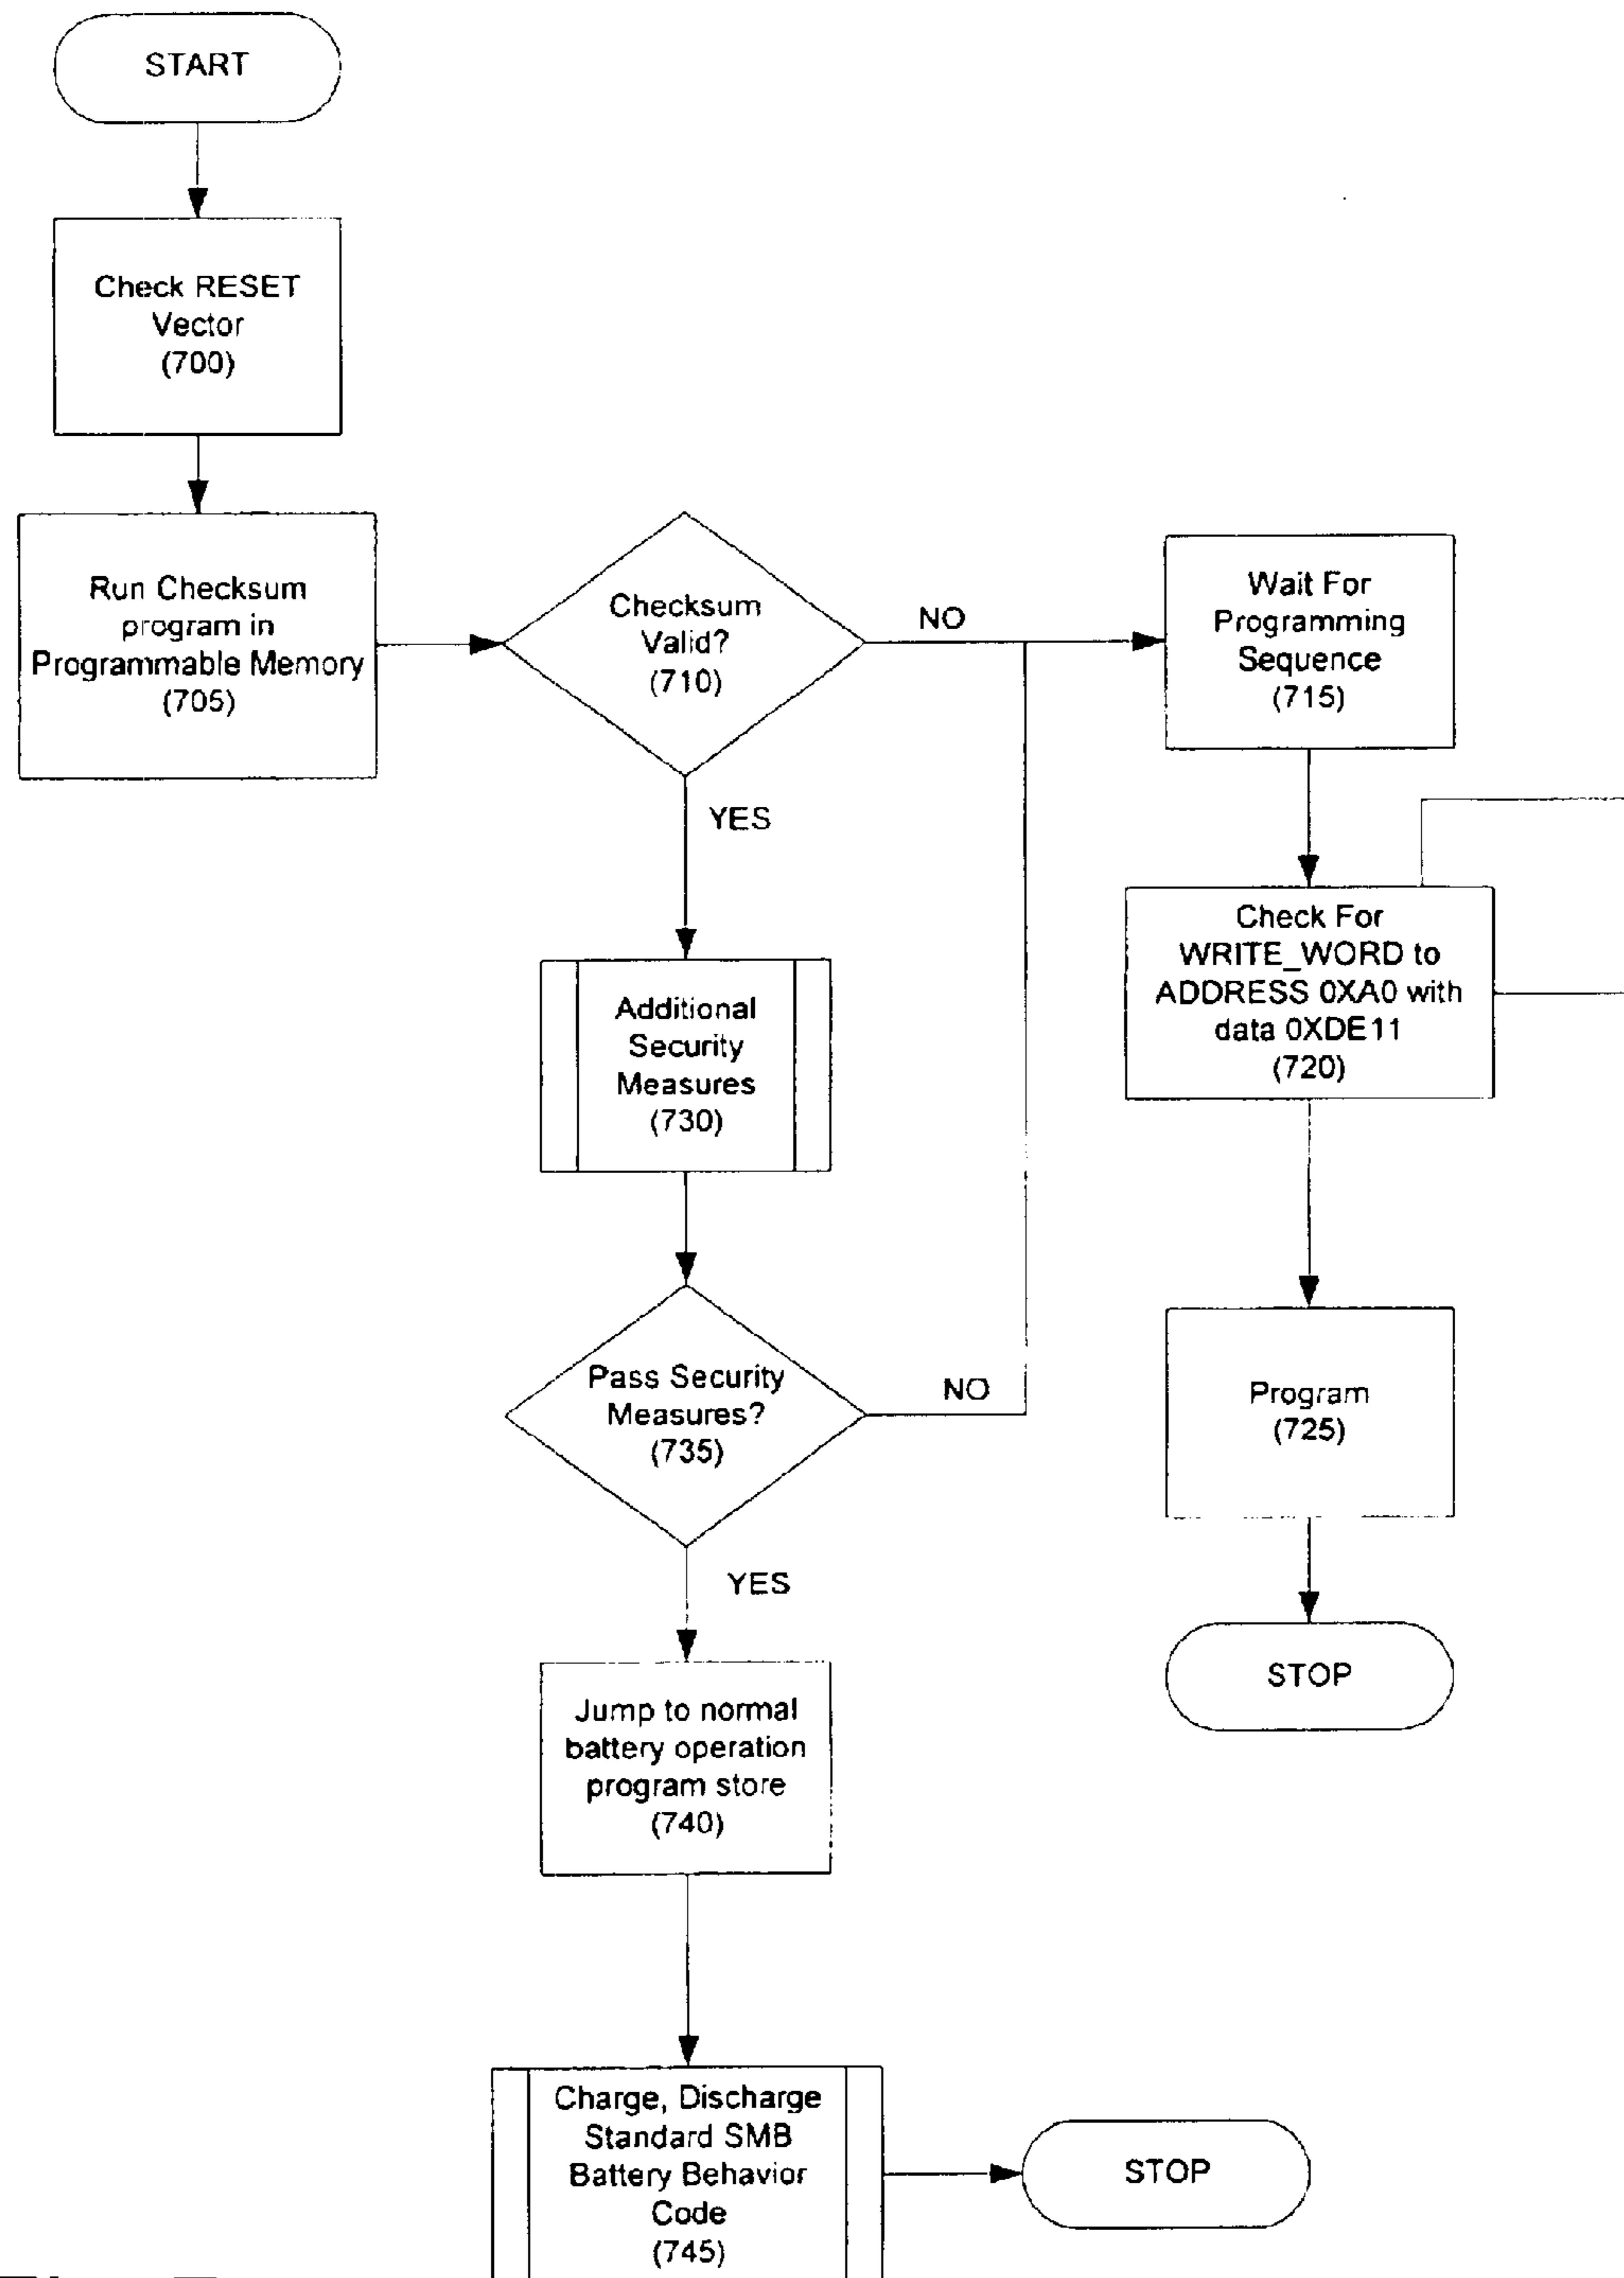 START
Check RESET
Vector
(700)
Run Checksum
program in
Programmable Memory
(705)
Checksum
Valid?
(710)
NO
YES
Wait For
Programming
Sequence
(715)
Check For
WRITE_WORD to
ADDRESS 0XA0 with
data 0XDE11
(720)
Additional
Security
Measures
(730)
Pass Security
Measures?
(735)
NO
YES
Program
(725)
STOP
Jump to normal
battery operation
program store
(740)
Charge, Discharge
Standard SMB
Battery Behavior
Code
(745)
STOP